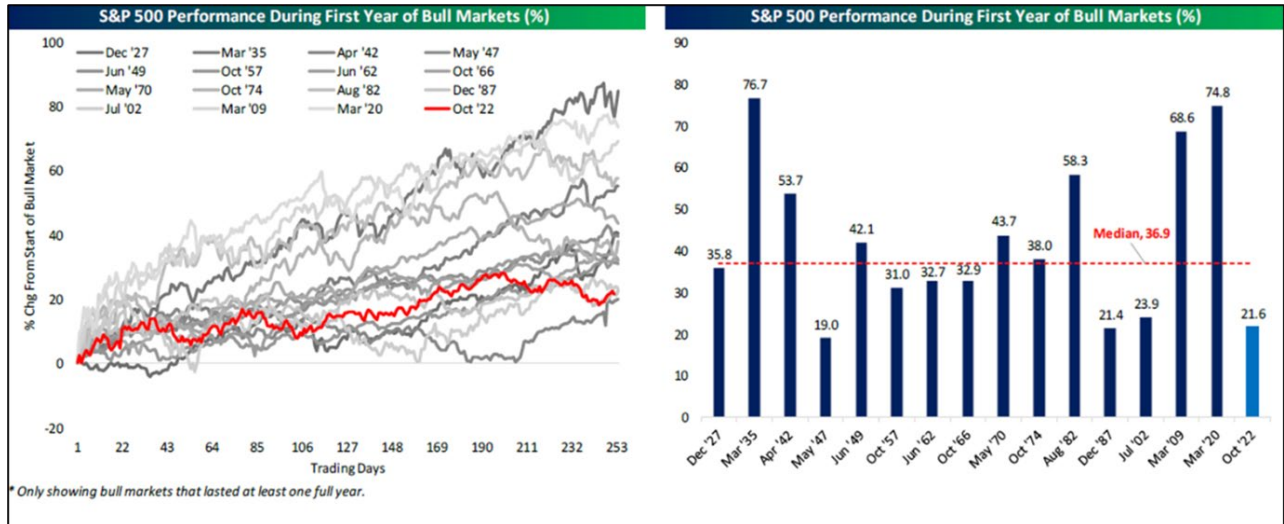 S&P 500 Performance During First Year of Bull Markets (%)
100
80
60
40
20
0
-20
% Chg From Start of Bull Market
Dec '27 Mar '35 Apr '42 May '47
Jun '49 Oct '57 Jun '62 Oct '66
May '70 Oct '74 Aug '82 Dec '87
Jul '02 Mar '09 Mar '20 Oct '22
1 22 43 64 85 106 127 148 169 190 211 232 253
Trading Days
* Only showing bull markets that lasted at least one full year.
S&P 500 Performance During First Year of Bull Markets (%)
90
80
70
60
50
40
30
20
10
0
35.8
76.7
53.7
19.0
42.1
31.0
32.7
32.9
43.7
38.0
58.3
21.4
23.9
68.6
74.8
21.6
Median, 36.9
Dec '27
Mar '35
Apr '42
May '47
Jun '49
Oct '57
Jun '62
Oct '66
May '70
Oct '74
Aug '82
Dec '87
Jul '02
Mar '09
Mar '20
Oct '22